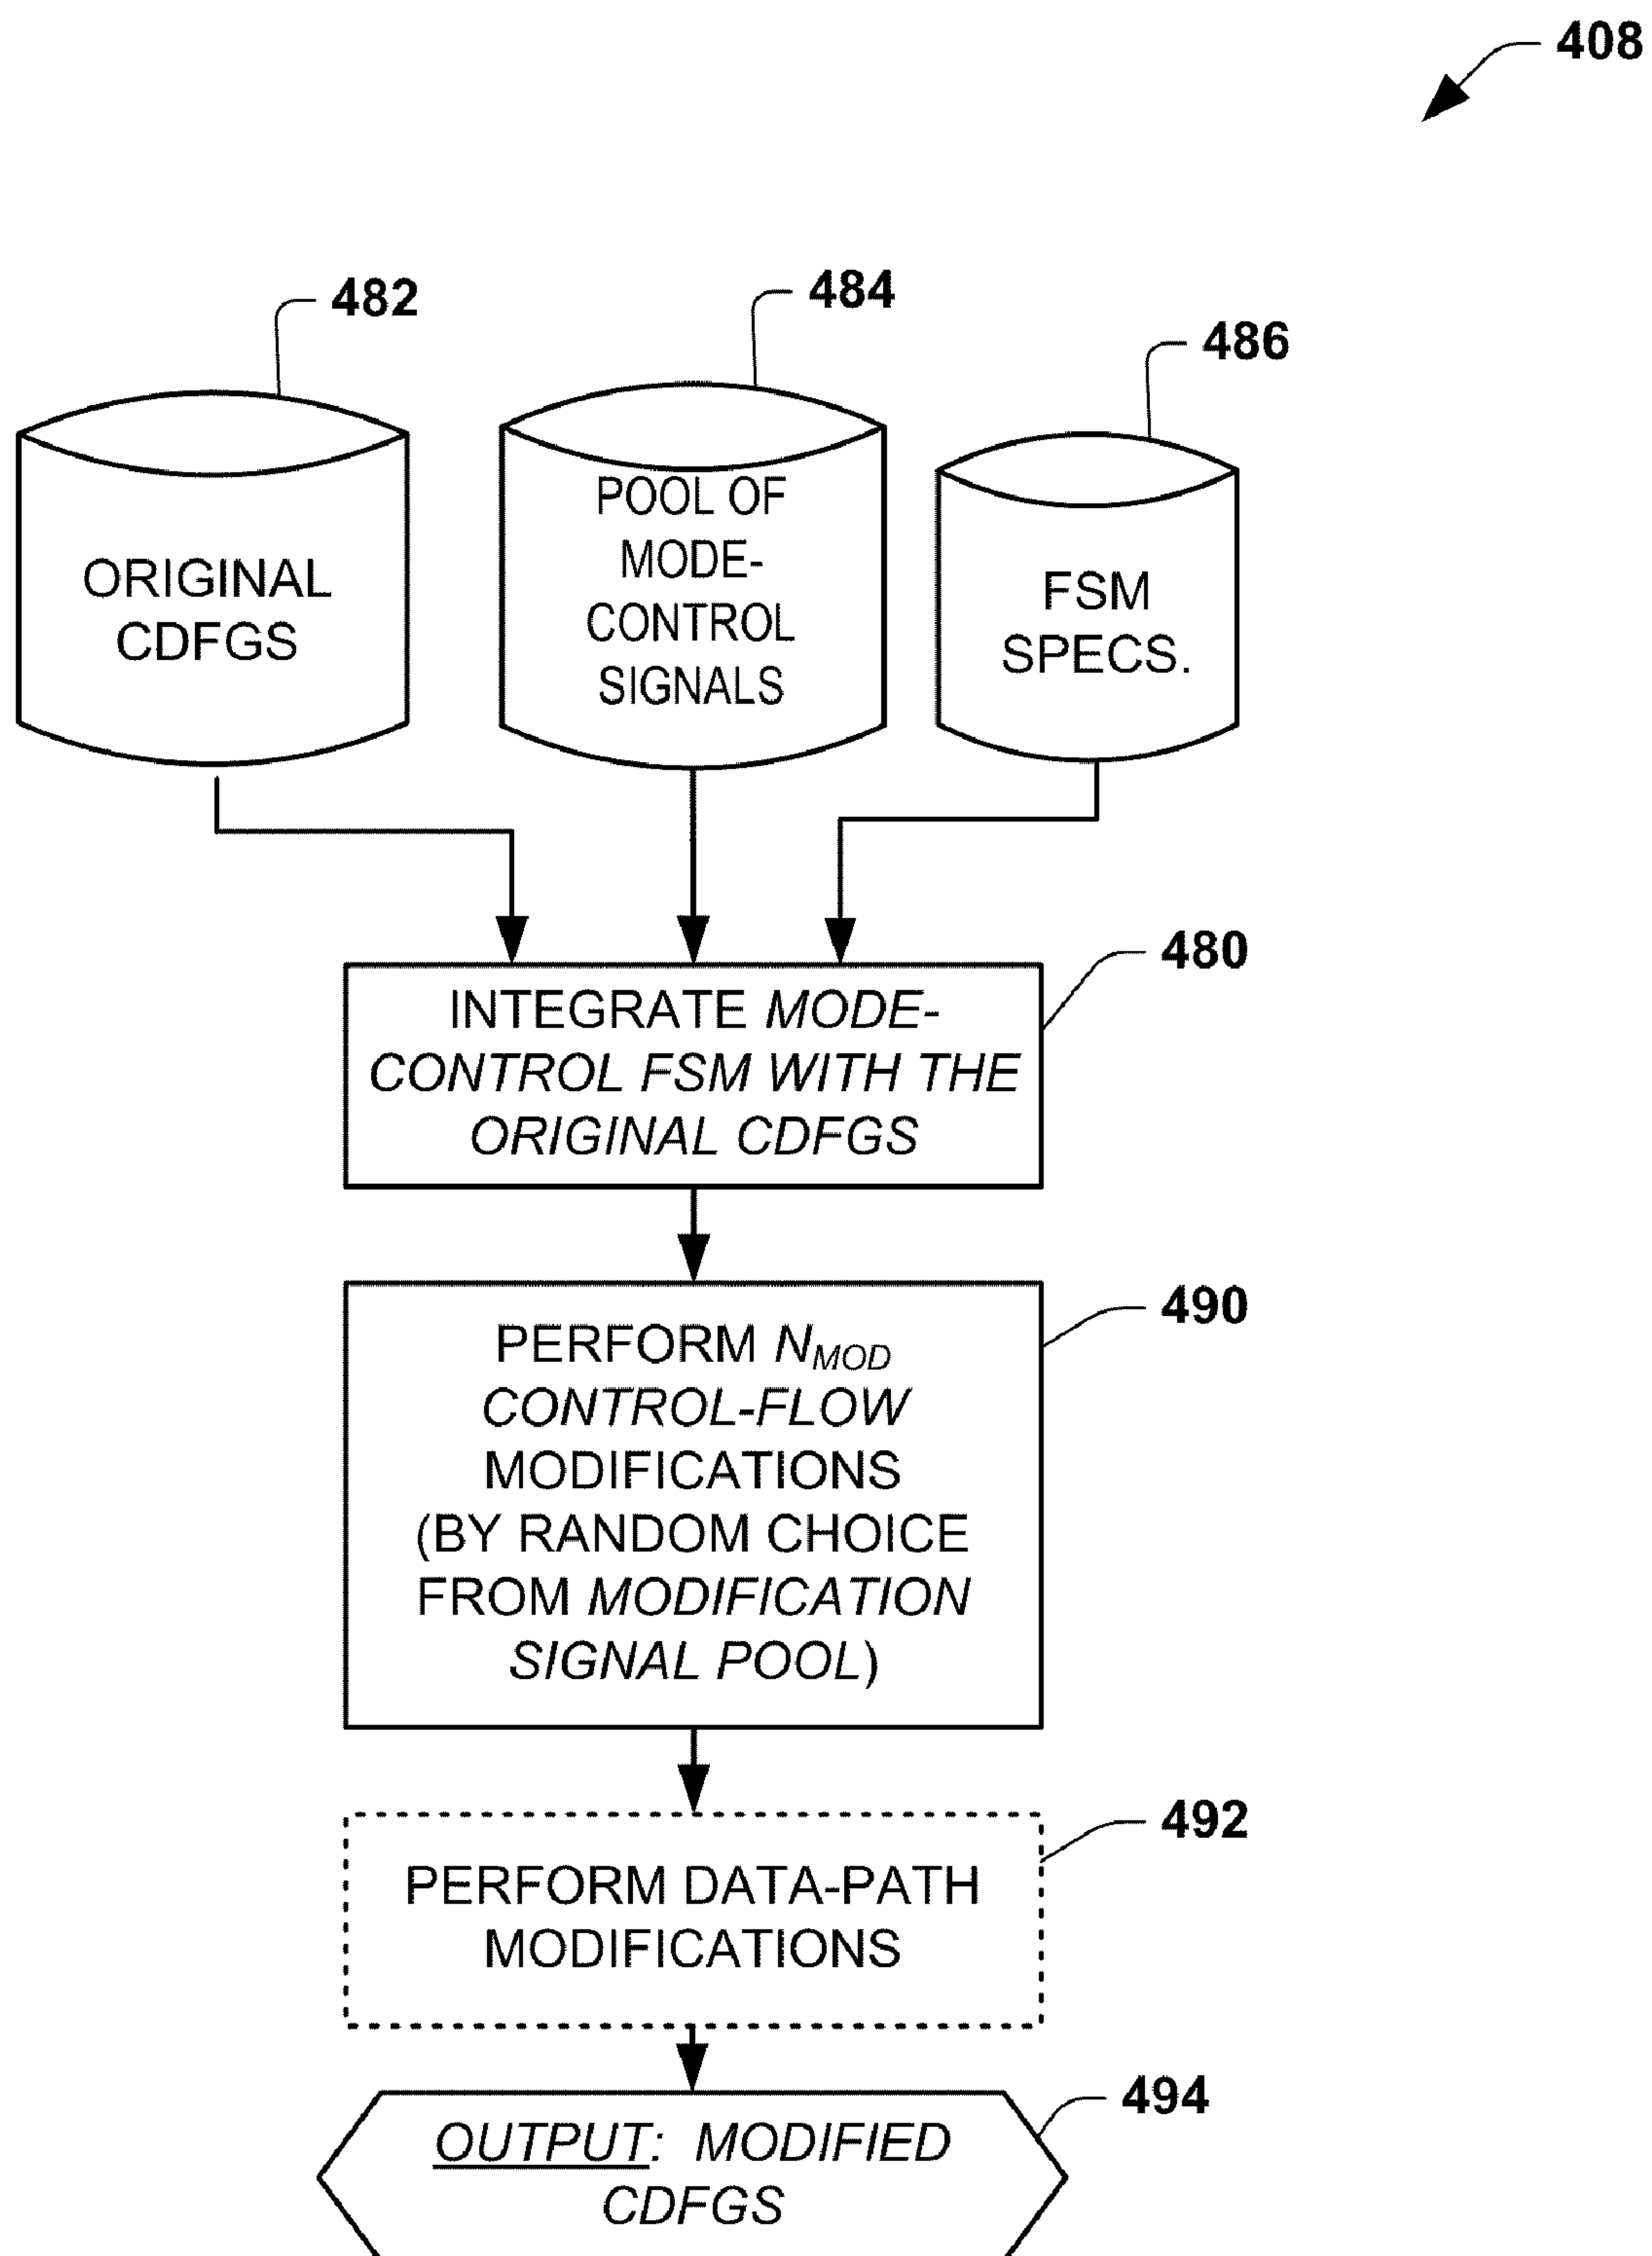 408
482
484
486
ORIGINAL
CDFGS
POOL OF
MODE-
CONTROL
SIGNALS
FSM
SPECS.
480
INTEGRATE MODE-
CONTROL FSM WITH THE
ORIGINAL CDFGS
490
PERFORM NMOD
CONTROL-FLOW
MODIFICATIONS
(BY RANDOM CHOICE
FROM MODIFICATION
SIGNAL POOL)
492
PERFORM DATA-PATH
MODIFICATIONS
494
OUTPUT: MODIFIED
CDFGS